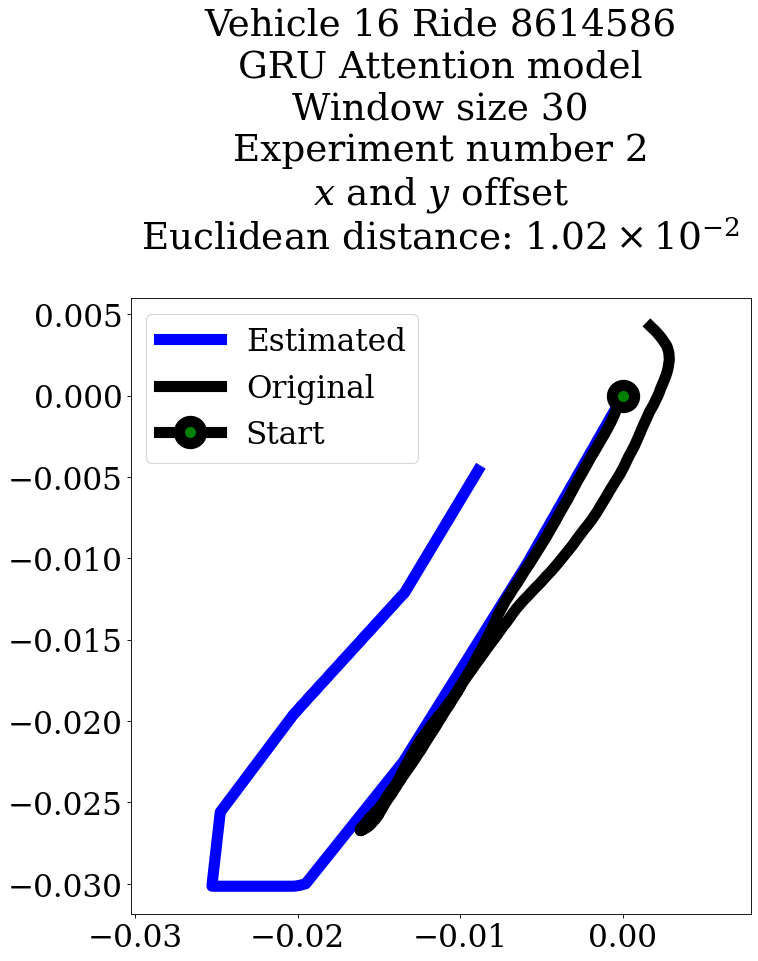 Vehicle 16 Ride 8614586
GRU Attention model
Window size 30
Experiment number 2
x and y offset
Euclidean distance: 1.02 × 10⁻²
Estimated
Original
Start
0.005
0.000
−0.005
−0.010
−0.015
−0.020
−0.025
−0.030
−0.03 −0.02 −0.01 0.00